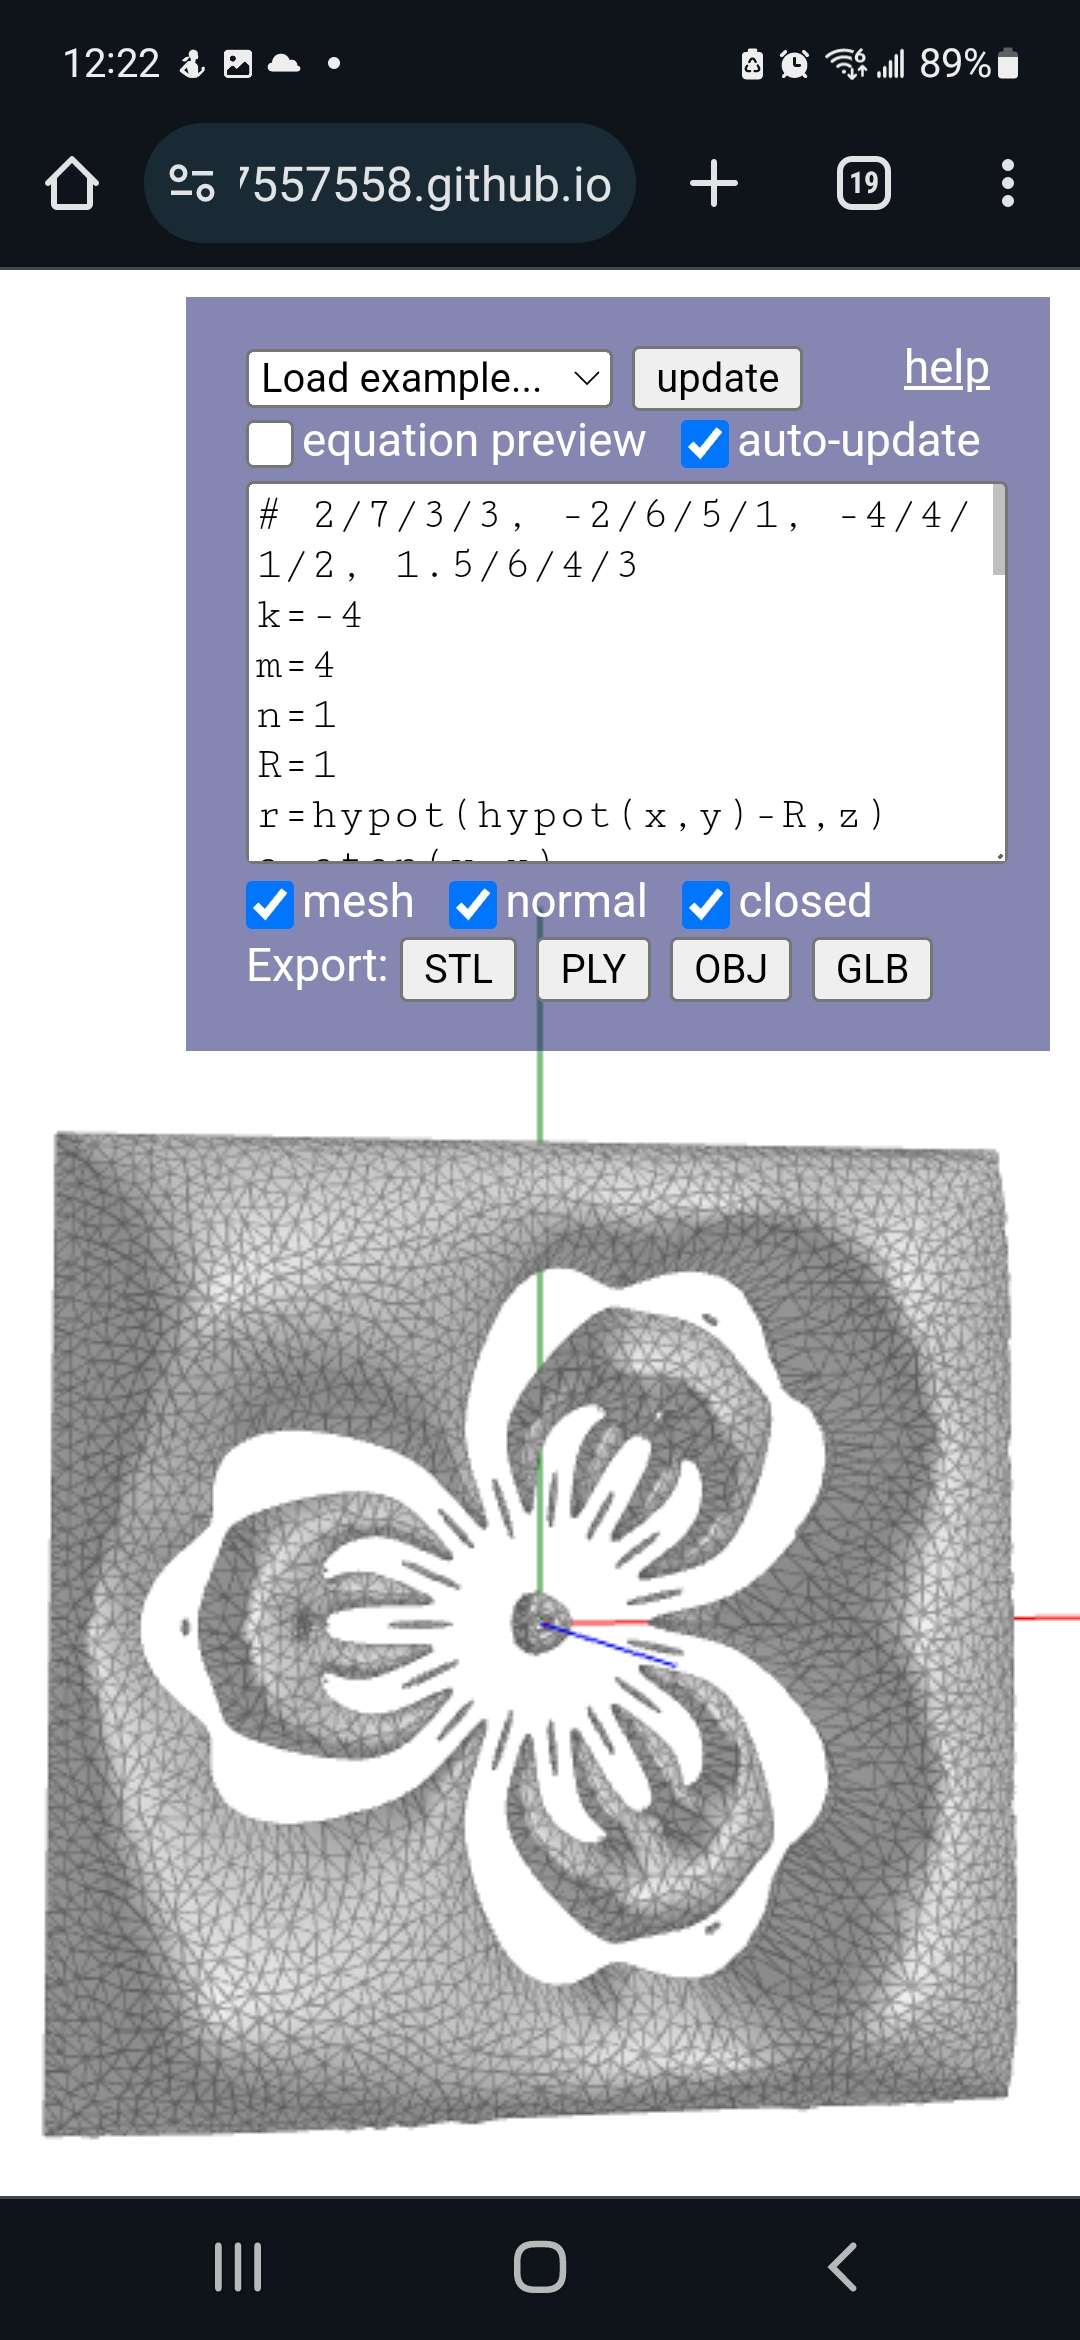 12:22
89%
7557558.github.io
19
Load example...
update
help
equation preview
auto-update
# 2/7/3/3, -2/6/5/1, -4/4/
1/2, 1.5/6/4/3
k=-4
m=4
n=1
R=1
r=hypot(hypot(x,y)-R,z)
mesh
normal
closed
Export:
STL
PLY
OBJ
GLB